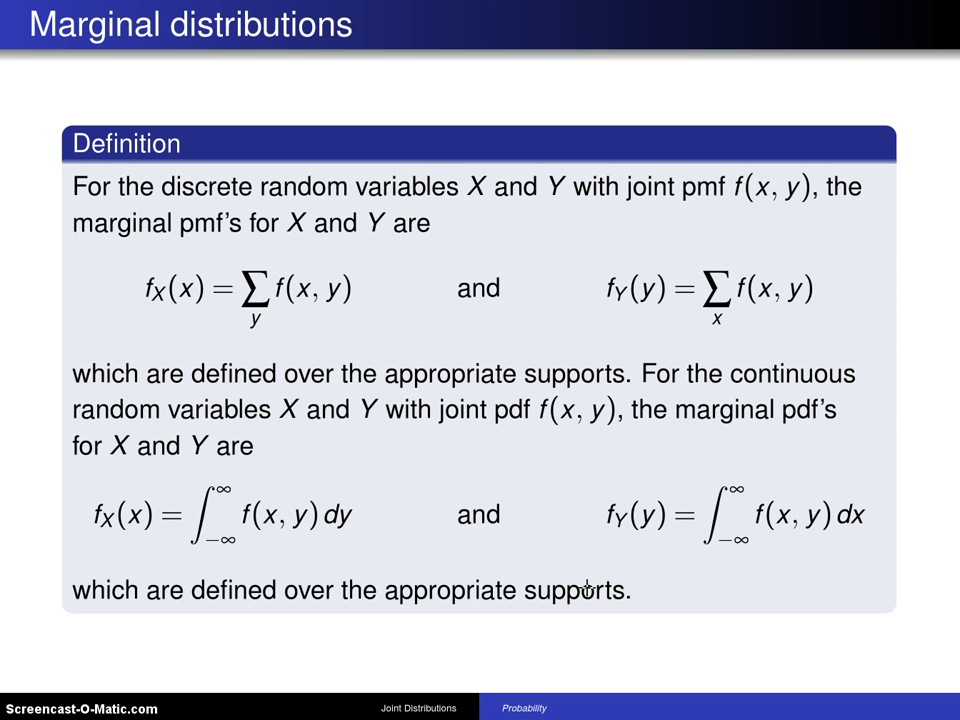 Marginal distributions
Definition
For the discrete random variables X and Y with joint pmf f(x, y), the
marginal pmf's for X and Y are
f_X(x) = ∑_y f(x, y) and f_Y(y) = ∑_x f(x, y)
which are defined over the appropriate supports. For the continuous
random variables X and Y with joint pdf f(x, y), the marginal pdf's
for X and Y are
f_X(x) = ∫_{−∞}^{∞} f(x, y) dy and f_Y(y) = ∫_{−∞}^{∞} f(x, y) dx
which are defined over the appropriate supports.
Screencast-O-Matic.com Joint Distributions Probability